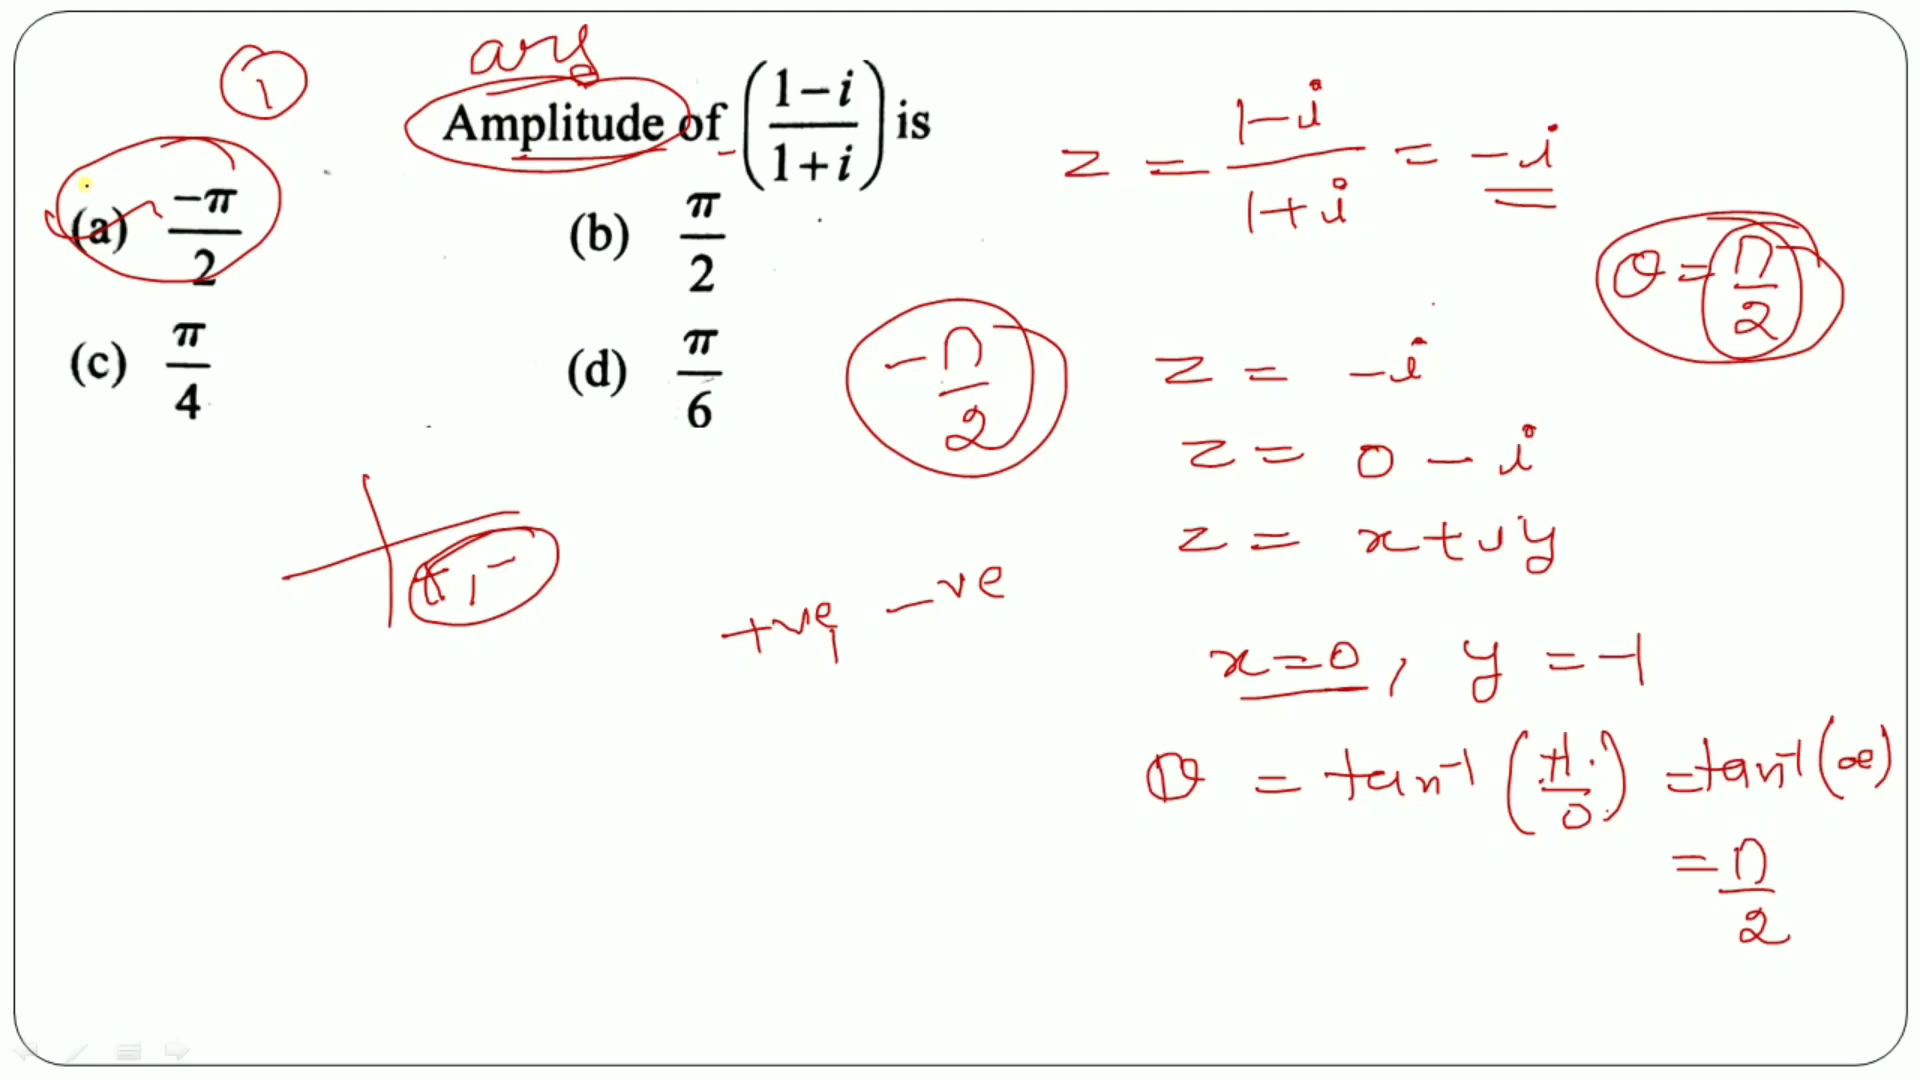 1
arg
Amplitude of (1-i / 1+i) is
(a) -π/2
(b) π/2
(c) π/4
(d) π/6
z = 1-i / 1+i = -i
θ = π/2
-π/2
z = -i
z = 0 - i
z = x+iy
+, -
+ve, -ve
x=0, y = -1
θ = tan⁻¹(+1/0) = tan⁻¹(∞)
= π/2